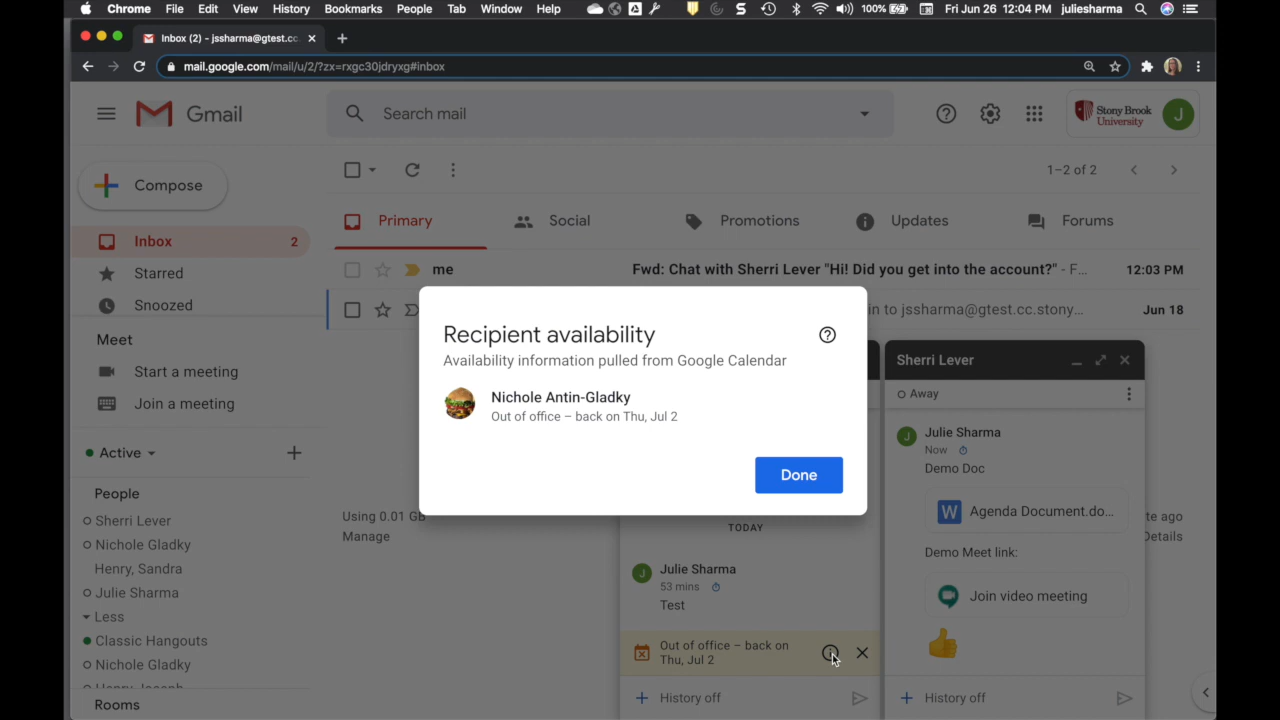 Chrome File Edit View History Bookmarks People Tab Window Help 100% Fri Jun 26 12:04 PM juliesharma
Inbox (2) - jssharma@gtest.cc.
mail.google.com/mail/u/2/?zx=rxgc30jdryxg#inbox
Gmail
Search mail
Stony Brook
University
J
Compose
1–2 of 2
Primary Social Promotions Updates Forums
Inbox 2
Starred
Snoozed
me Fwd: Chat with Sherri Lever "Hi! Did you get into the account?" - F... 12:03 PM
in to jssharma@gtest.cc.stony... Jun 18
Meet
Start a meeting
Join a meeting
Active
People
Sherri Lever
Nichole Gladky
Henry, Sandra
Julie Sharma
Less
Classic Hangouts
Nichole Gladky
Henry, Joseph
Rooms
Using 0.01 GB
Manage
te ago
Details
Recipient availability
Availability information pulled from Google Calendar
Nichole Antin-Gladky
Out of office – back on Thu, Jul 2
Done
TODAY
J
Julie Sharma
53 mins
Test
Out of office – back on
Thu, Jul 2
History off
Sherri Lever
Away
J
Julie Sharma
Now
Demo Doc
W
Agenda Document.do...
Demo Meet link:
Join video meeting
History off